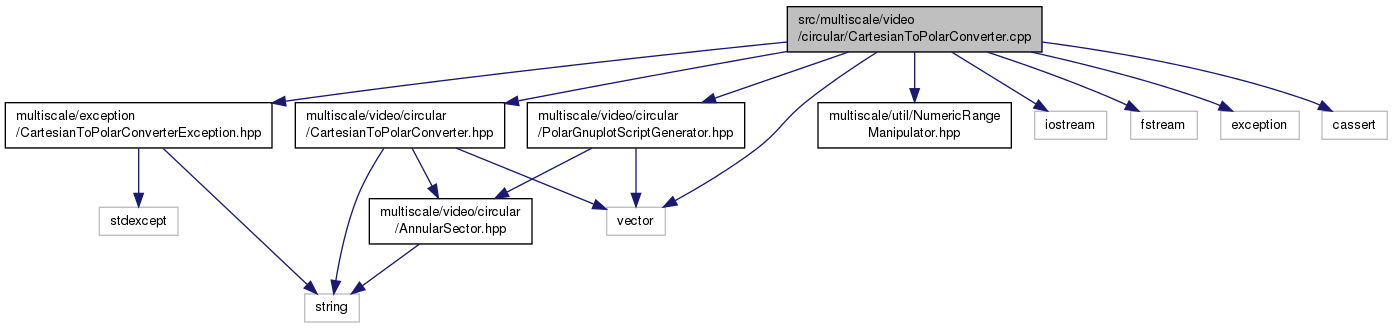 src/multiscale/video
/circular/CartesianToPolarConverter.cpp
multiscale/exception
/CartesianToPolarConverterException.hpp
multiscale/video/circular
/CartesianToPolarConverter.hpp
multiscale/video/circular
/PolarGnuplotScriptGenerator.hpp
multiscale/util/NumericRange
Manipulator.hpp
iostream
fstream
exception
cassert
stdexcept
multiscale/video/circular
/AnnularSector.hpp
vector
string